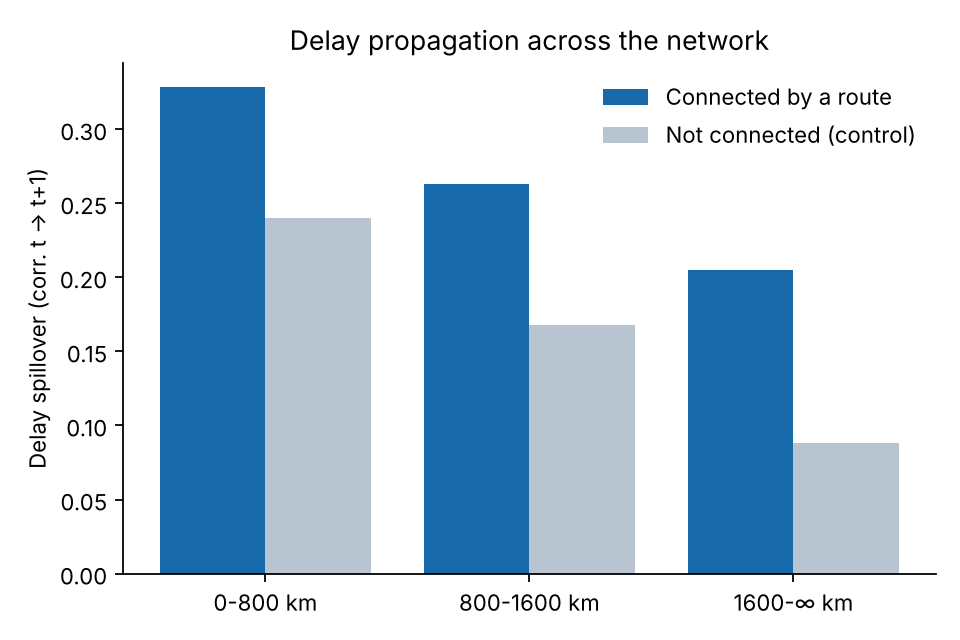 Delay propagation across the network
Connected by a route
Not connected (control)
Delay spillover (corr. t → t+1)
0.30
0.25
0.20
0.15
0.10
0.05
0.00
0-800 km
800-1600 km
1600-∞ km